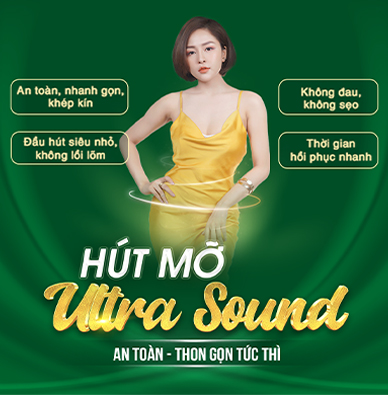 An toàn, nhanh gọn,
khép kín
Không đau,
không sẹo
Đầu hút siêu nhỏ,
không lồi lõm
Thời gian
hồi phục nhanh
HÚT MỠ
Ultra Sound
AN TOÀN - THON GỌN TỨC THÌ